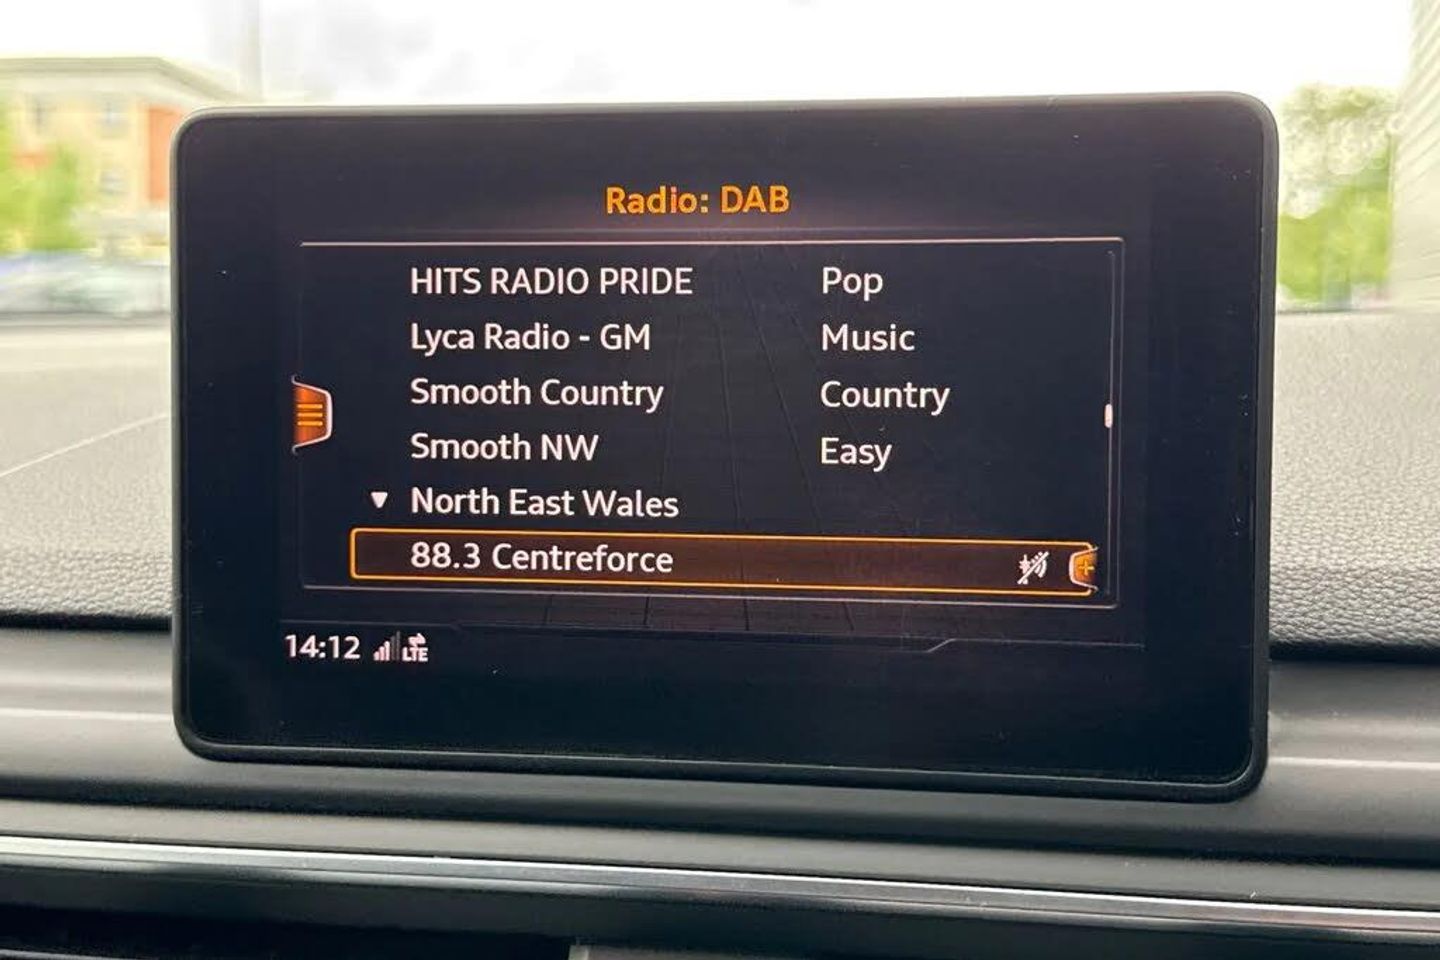 Radio: DAB
HITS RADIO PRIDE Pop
Lyca Radio - GM Music
Smooth Country Country
Smooth NW Easy
North East Wales
88.3 Centreforce
14:12 LTE